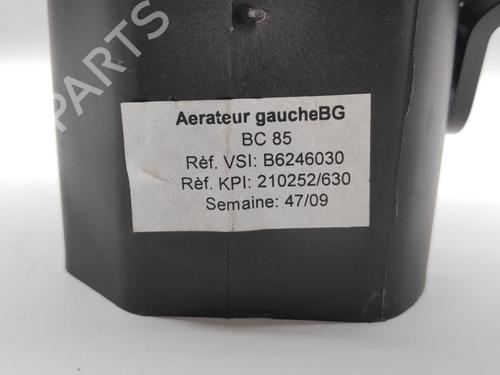 PARTS
Aerateur gaucheBG
BC 85
Rèf. VSI: B6246030
Rèf. KPI: 210252/630
Semaine: 47/09